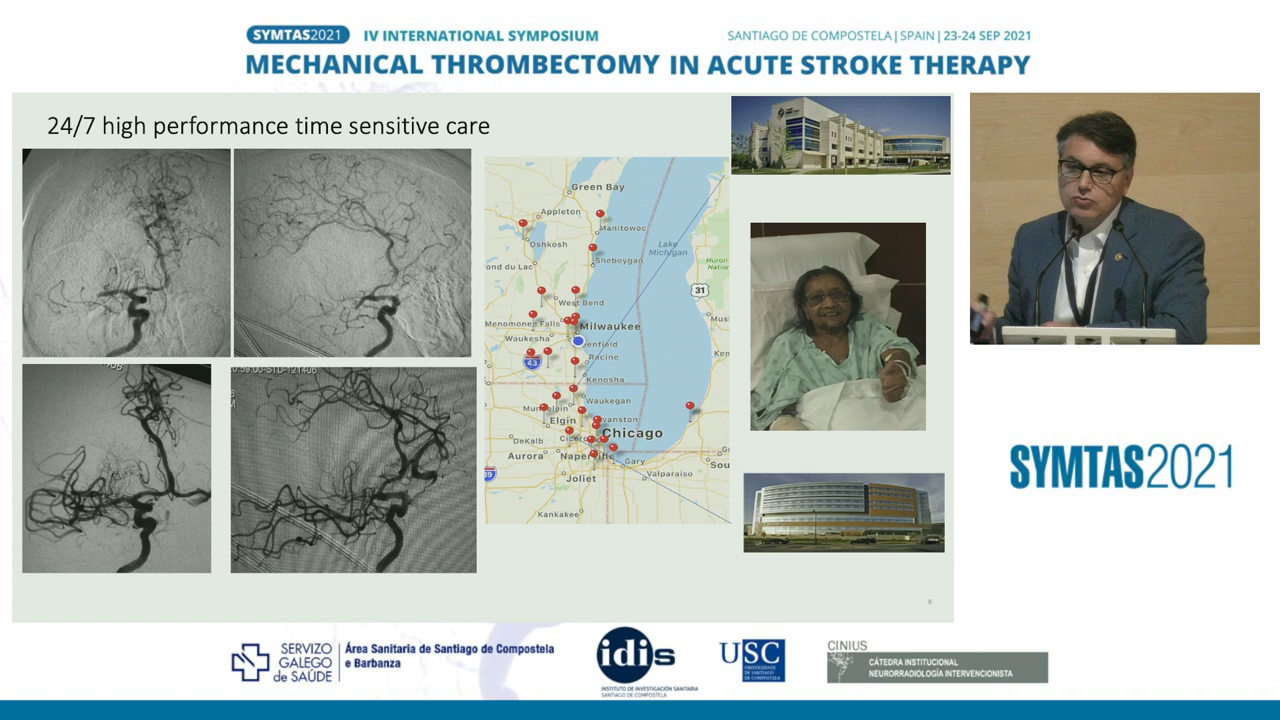 SYMTAS2021 IV INTERNATIONAL SYMPOSIUM
SANTIAGO DE COMPOSTELA | SPAIN | 23-24 SEP 2021
MECHANICAL THROMBECTOMY IN ACUTE STROKE THERAPY
24/7 high performance time sensitive care
Green Bay
Appleton
Manitowoc
Oshkosh
Lake
Michigan
ond du Lac
Sheboygan
Huron
Nation
31
West Bend
Menomonee Falls
Milwaukee
Mus
Waukesha
enfield
43
Racine
Ken
Kenosha
Waukegan
Elgin
vanston
Chicago
DeKalb
Cicero
Aurora
Naperville
Gary
Sou
Valparaiso
Joliet
Kankakee
8
SYMTAS2021
SERVIZO
GALEGO
de SAÚDE
Área Sanitaria de Santiago de Compostela
e Barbanza
idis
INSTITUTO DE INVESTIGACIÓN SANITARIA
SANTIAGO DE COMPOSTELA
USC
UNIVERSIDADE
DE SANTIAGO
DE COMPOSTELA
CINIUS
CÁTEDRA INSTITUCIONAL
NEURORRADIOLOGÍA INTERVENCIONISTA